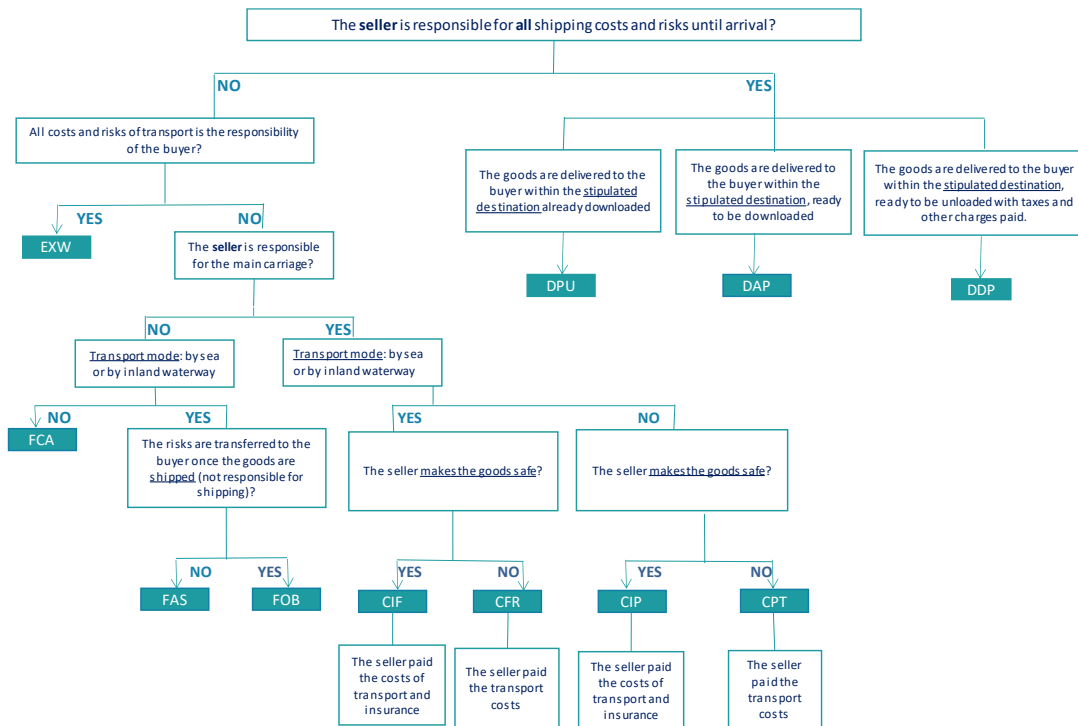 The seller is responsible for all shipping costs and risks until arrival?
NO
YES
All costs and risks of transport is the responsibility
of the buyer?
The goods are delivered to the
buyer within the stipulated
destination already downloaded
The goods are delivered to
the buyer within the
stipulated destination, ready
to be downloaded
The goods are delivered to the buyer
within the stipulated destination,
ready to be unloaded with taxes and
other charges paid.
YES
NO
EXW
The seller is responsible
for the main carriage?
DPU
DAP
DDP
NO
YES
Transport mode: by sea
or by inland waterway
Transport mode: by sea
or by inland waterway
NO
YES
YES
NO
FCA
The risks are transferred to the
buyer once the goods are
shipped (not responsible for
shipping)?
The seller makes the goods safe?
The seller makes the goods safe?
NO
YES
YES
NO
YES
NO
FAS
FOB
CIF
CFR
CIP
CPT
The seller paid
the costs of
transport and
insurance
The seller paid
the transport
costs
The seller paid
the costs of
transport and
insurance
The seller
paid the
transport
costs